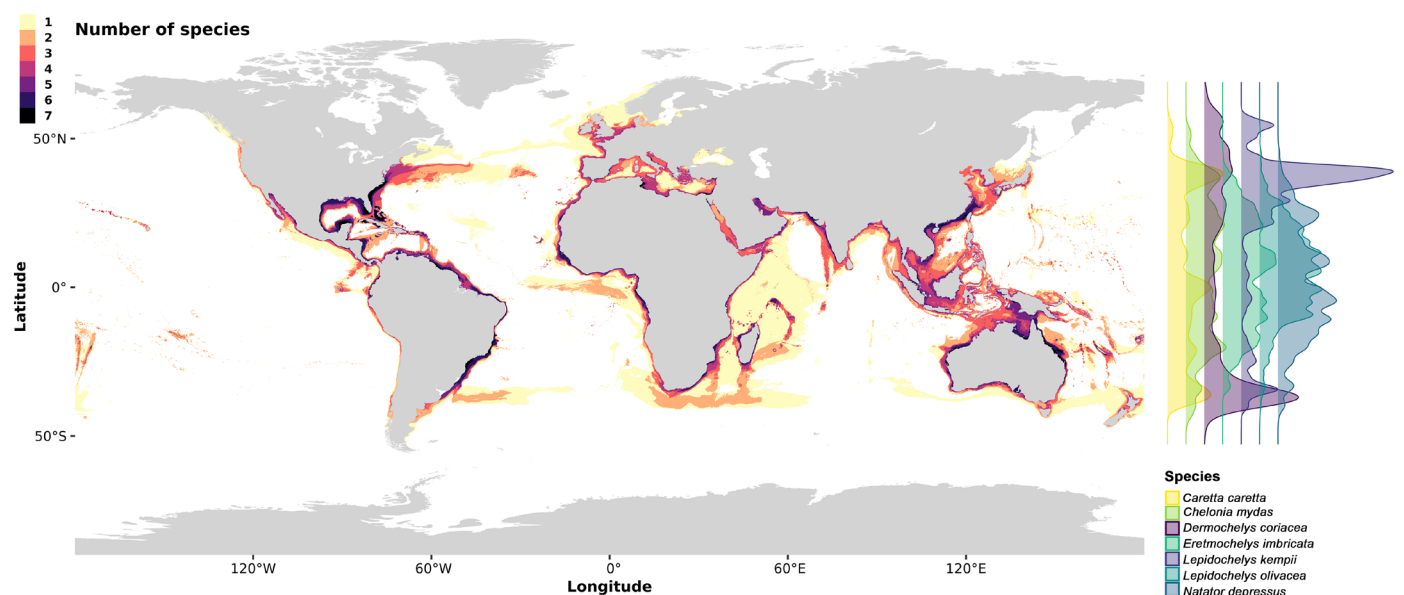 Number of species
1
2
3
4
5
6
7
Latitude
50°N
0°
50°S
120°W
60°W
0°
60°E
120°E
Longitude
Species
Caretta caretta
Chelonia mydas
Dermochelys coriacea
Eretmochelys imbricata
Lepidochelys kempii
Lepidochelys olivacea
Natator depressus